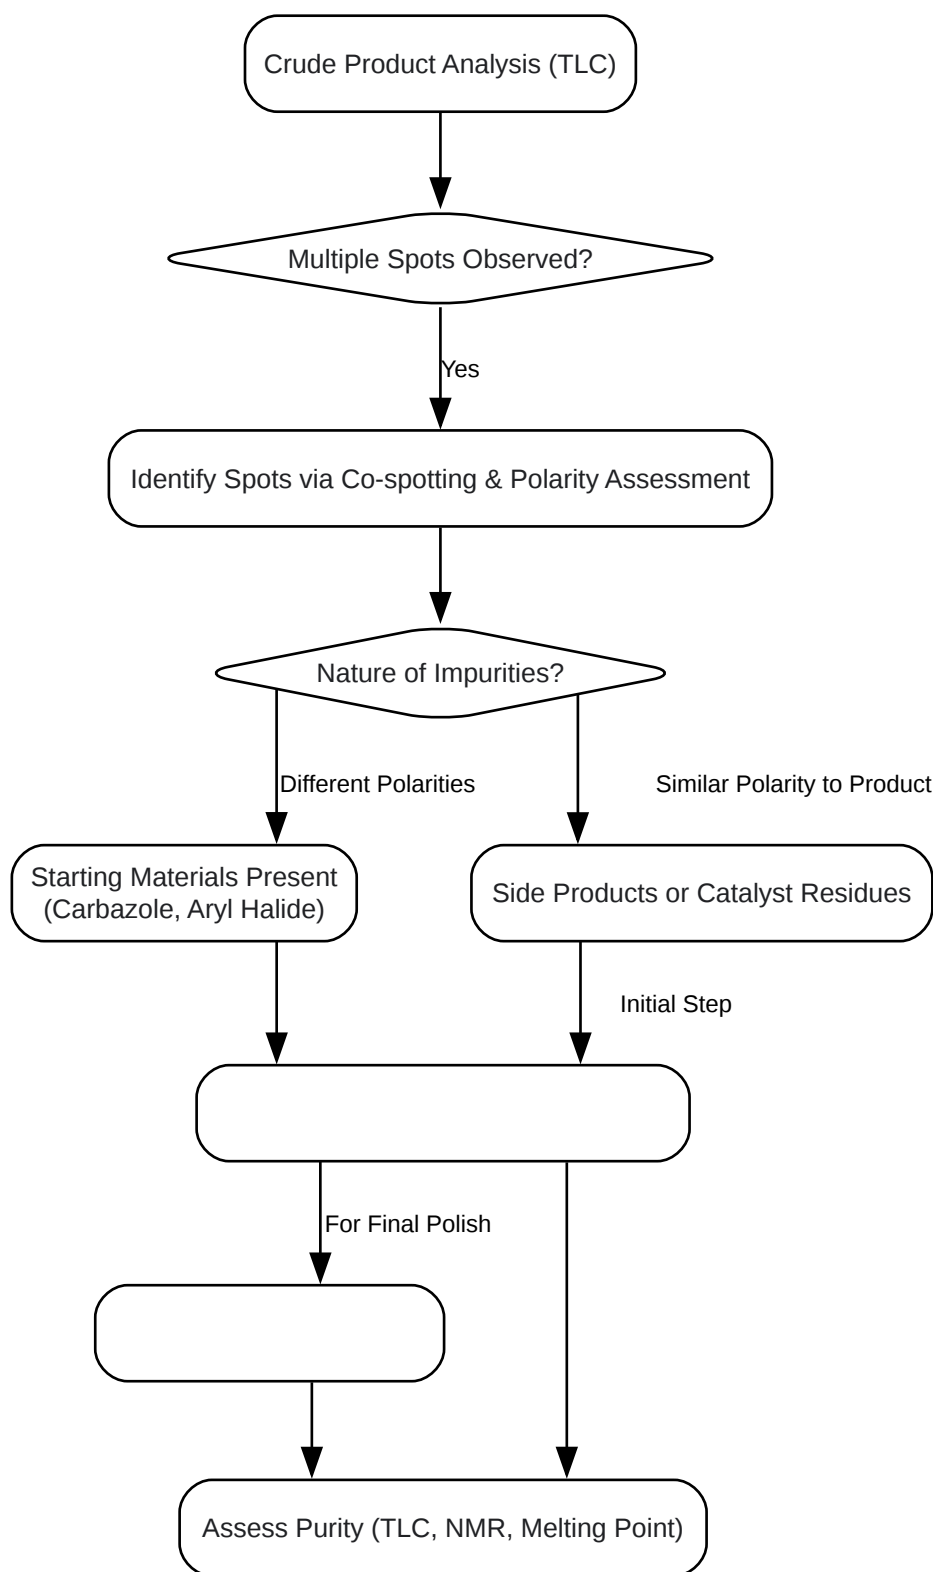 Crude Product Analysis (TLC)
Multiple Spots Observed?
Yes
Identify Spots via Co-spotting & Polarity Assessment
Nature of Impurities?
Different Polarities
Similar Polarity to Product
Starting Materials Present
(Carbazole, Aryl Halide)
Side Products or Catalyst Residues
Initial Step
For Final Polish
Assess Purity (TLC, NMR, Melting Point)